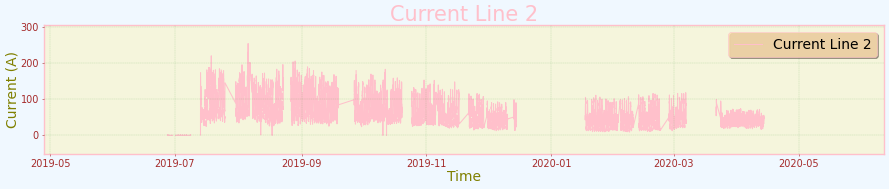 Current Line 2
Current Line 2
300
200
100
0
Current (A)
2019-05
2019-07
2019-09
2019-11
2020-01
2020-03
2020-05
Time